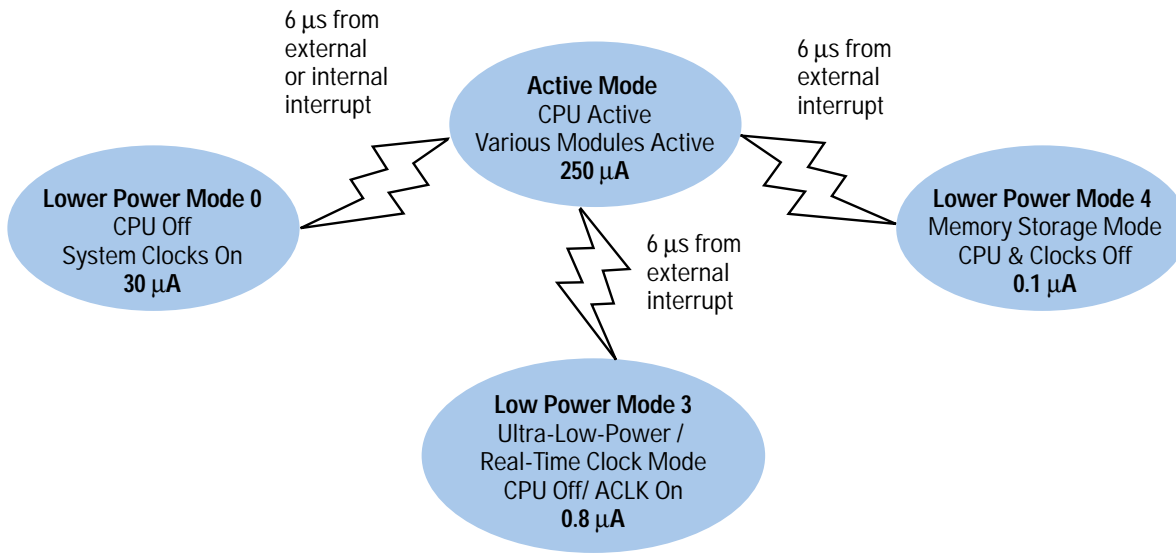 6 μs from
external
or internal
interrupt
Active Mode
CPU Active
Various Modules Active
250 μA
6 μs from
external
interrupt
Lower Power Mode 0
CPU Off
System Clocks On
30 μA
6 μs from
external
interrupt
Lower Power Mode 4
Memory Storage Mode
CPU & Clocks Off
0.1 μA
Low Power Mode 3
Ultra-Low-Power /
Real-Time Clock Mode
CPU Off/ ACLK On
0.8 μA